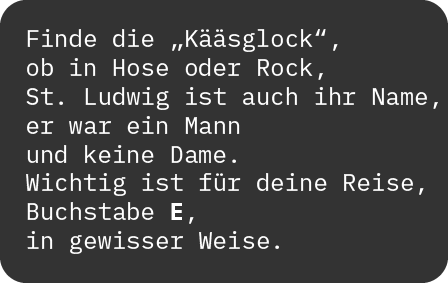 Finde die „Kääsglock“,
ob in Hose oder Rock,
St. Ludwig ist auch ihr Name,
er war ein Mann
und keine Dame.
Wichtig ist für deine Reise,
Buchstabe E,
in gewisser Weise.